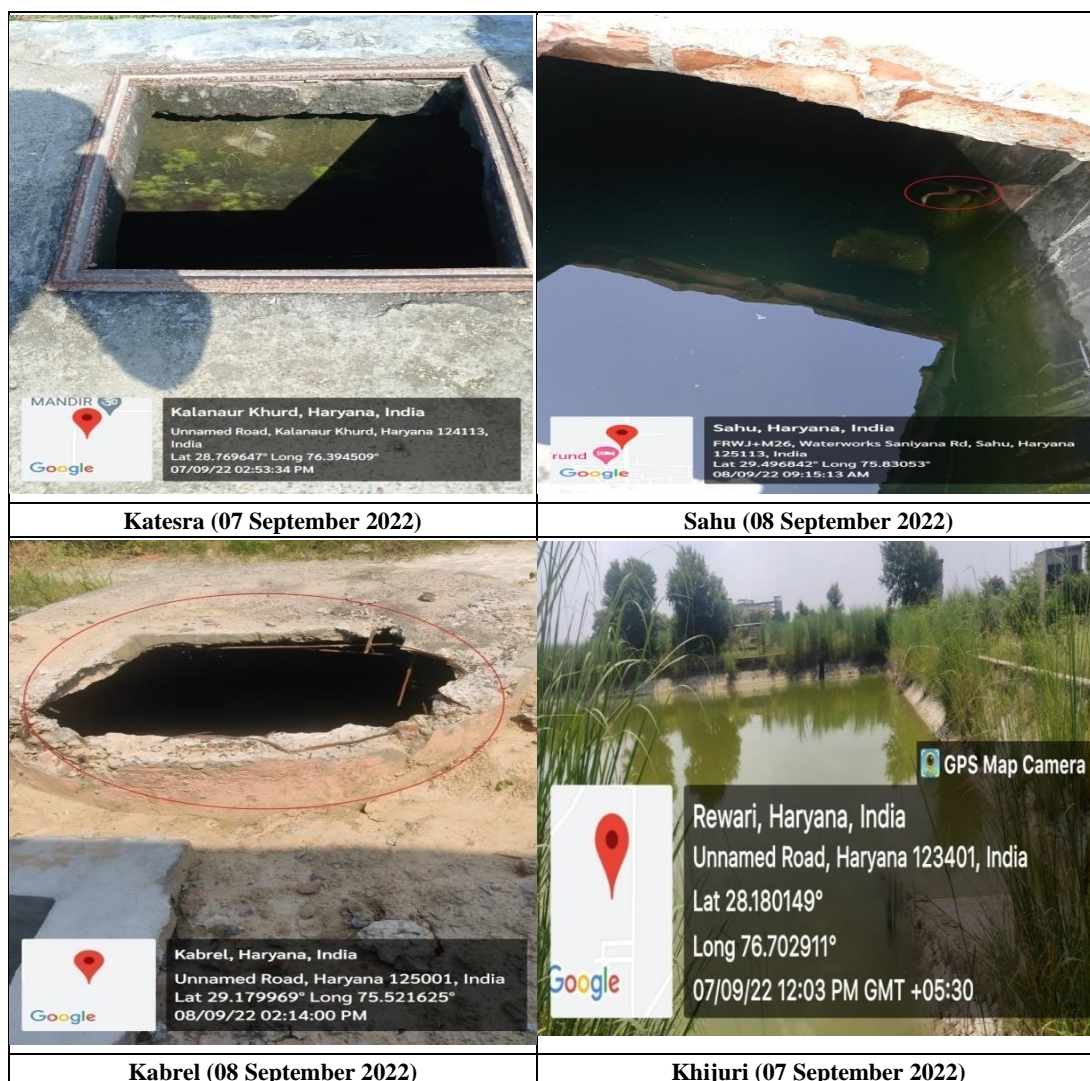 MANDIR
Google
Kalanaur Khurd, Haryana, India
Unnamed Road, Kalanaur Khurd, Haryana 124113,
India
Lat 28.769647° Long 76.394509°
07/09/22 02:53:34 PM
rund
Google
Sahu, Haryana, India
FRWJ+M26, Waterworks Saniyana Rd, Sahu, Haryana
125113, India
Lat 29.496842° Long 75.83053°
08/09/22 09:15:13 AM
Katesra (07 September 2022)
Sahu (08 September 2022)
Google
Kabrel, Haryana, India
Unnamed Road, Haryana 125001, India
Lat 29.179969° Long 75.521625°
08/09/22 02:14:00 PM
GPS Map Camera
Google
Rewari, Haryana, India
Unnamed Road, Haryana 123401, India
Lat 28.180149°
Long 76.702911°
07/09/22 12:03 PM GMT +05:30
Kabrel (08 September 2022)
Khijuri (07 September 2022)